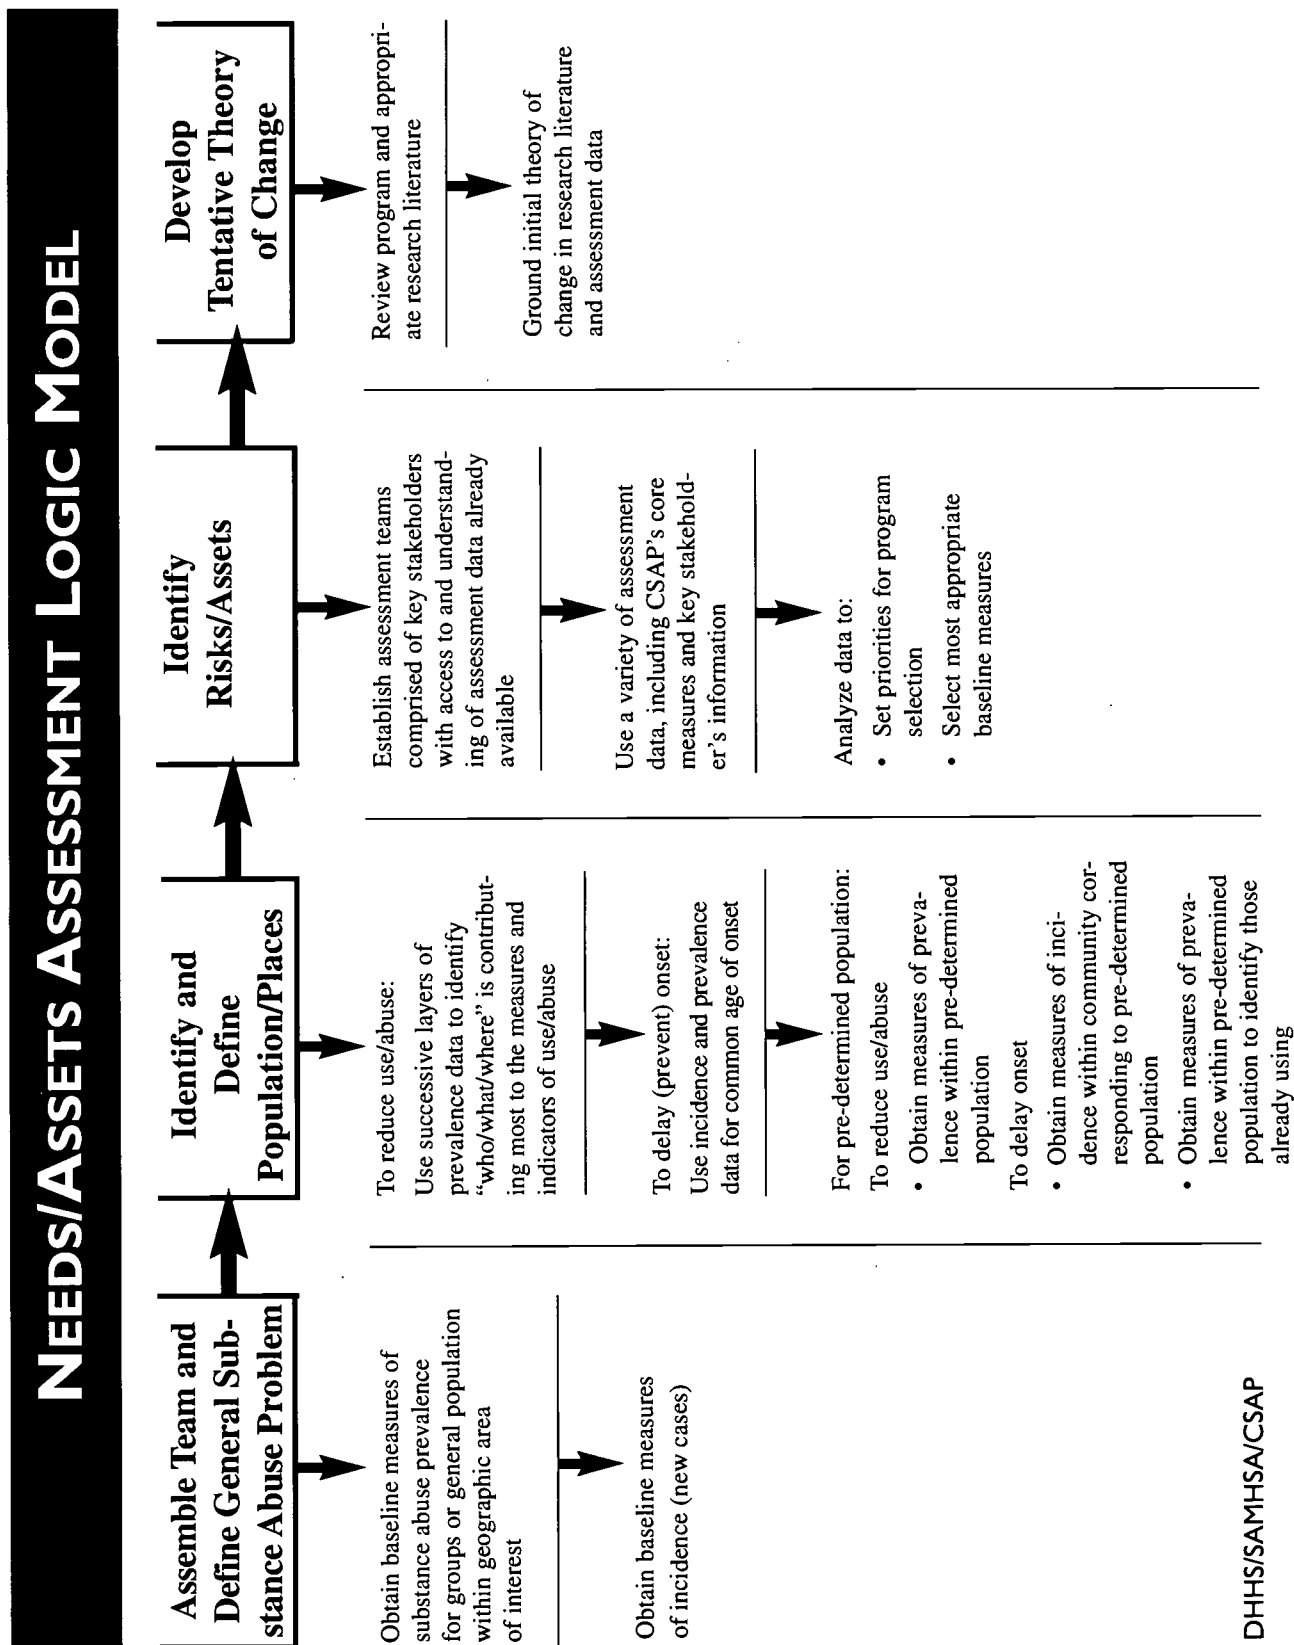 NEEDS/ASSETS ASSESSMENT LOGIC MODEL
Assemble Team and
Define General Sub-
stance Abuse Problem
Obtain baseline measures of
substance abuse prevalence
for groups or general population
within geographic area
of interest
Obtain baseline measures
of incidence (new cases)
Identify and
Define
Population/Places
To reduce use/abuse:
Use successive layers of
prevalence data to identify
“who/what/where” is contribut-
ing most to the measures and
indicators of use/abuse
To delay (prevent) onset:
Use incidence and prevalence
data for common age of onset
For pre-determined population:
To reduce use/abuse
• Obtain measures of preva-
lence within pre-determined
population
To delay onset
• Obtain measures of inci-
dence within community cor-
responding to pre-determined
population
• Obtain measures of preva-
lence within pre-determined
population to identify those
already using
Identify
Risks/Assets
Establish assessment teams
comprised of key stakeholders
with access to and understand-
ing of assessment data already
available
Use a variety of assessment
data, including CSAP’s core
measures and key stakehold-
er’s information
Analyze data to:
• Set priorities for program
selection
• Select most appropriate
baseline measures
Develop
Tentative Theory
of Change
Review program and appropri-
ate research literature
Ground initial theory of
change in research literature
and assessment data
DHHS/SAMHSA/CSAP